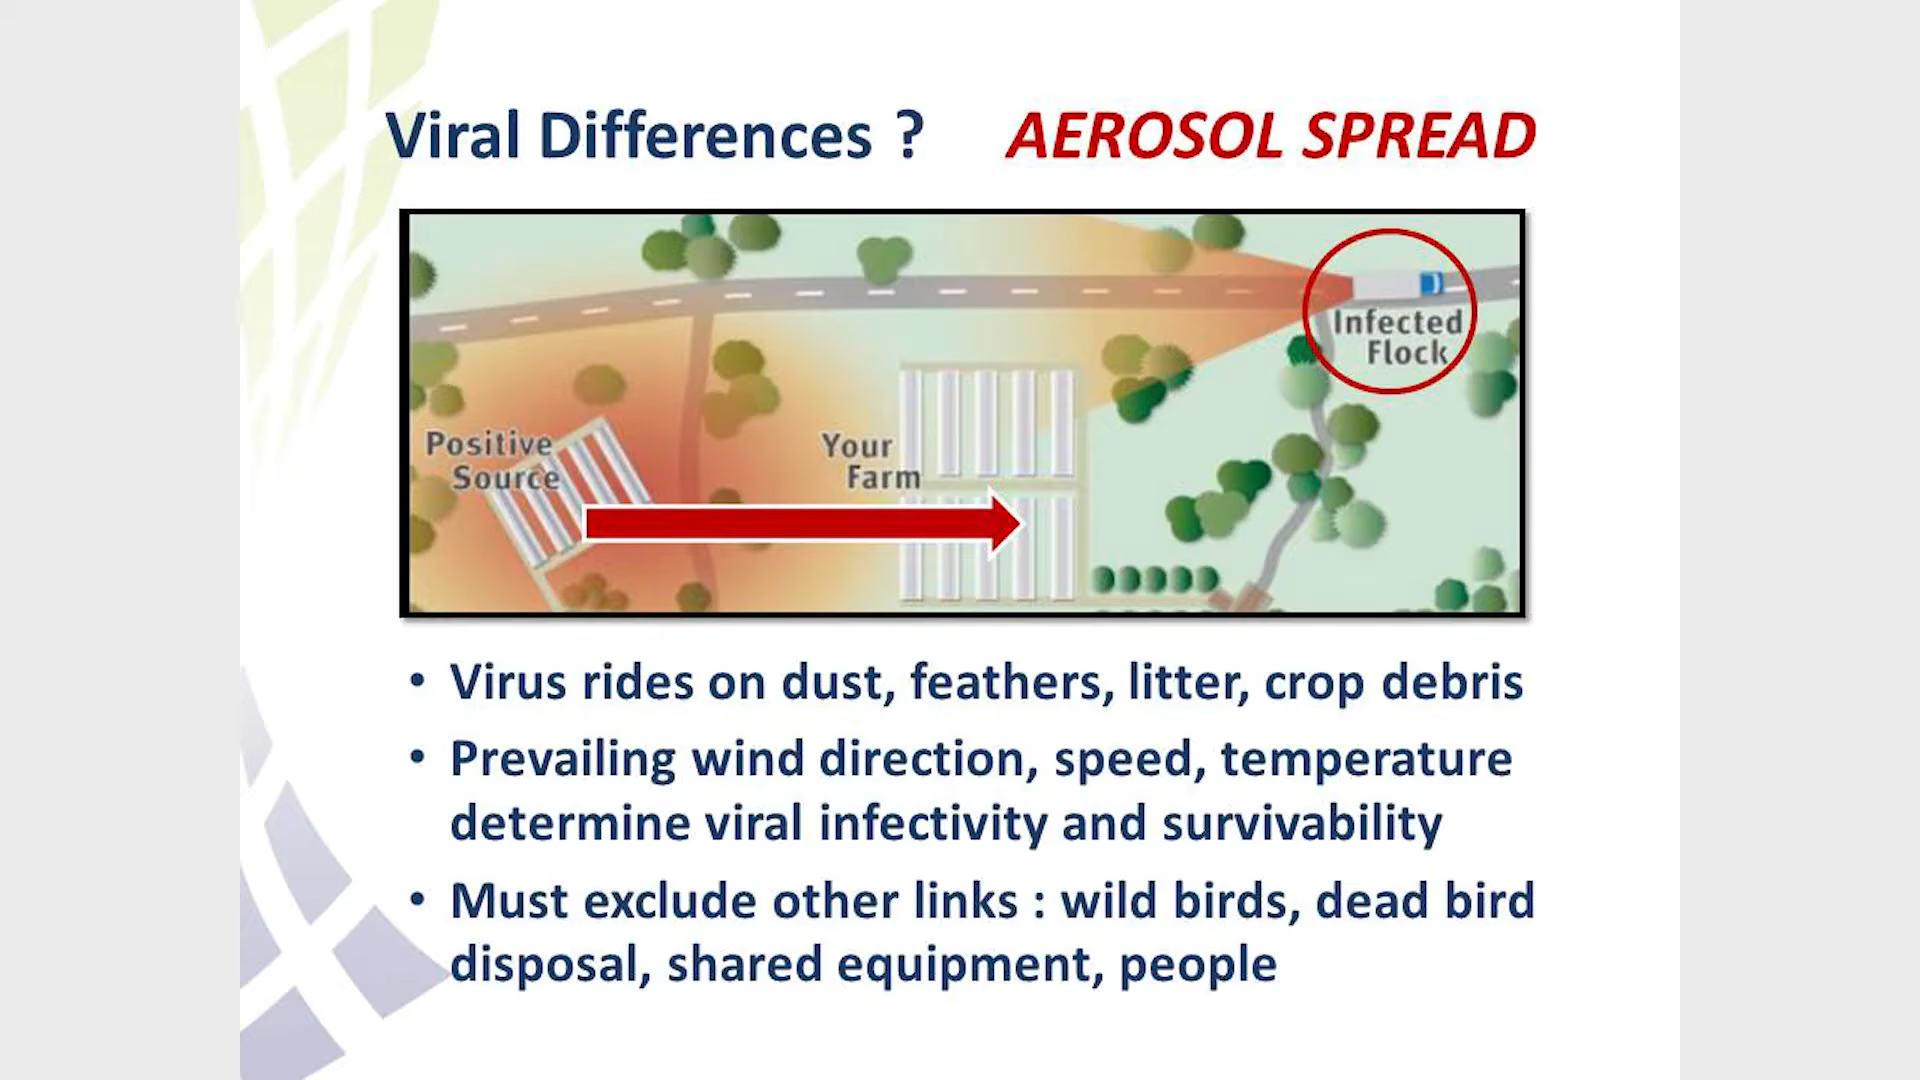 Viral Differences ? AEROSOL SPREAD
Infected
Flock
Positive
Source
Your
Farm
• Virus rides on dust, feathers, litter, crop debris
• Prevailing wind direction, speed, temperature
determine viral infectivity and survivability
• Must exclude other links : wild birds, dead bird
disposal, shared equipment, people